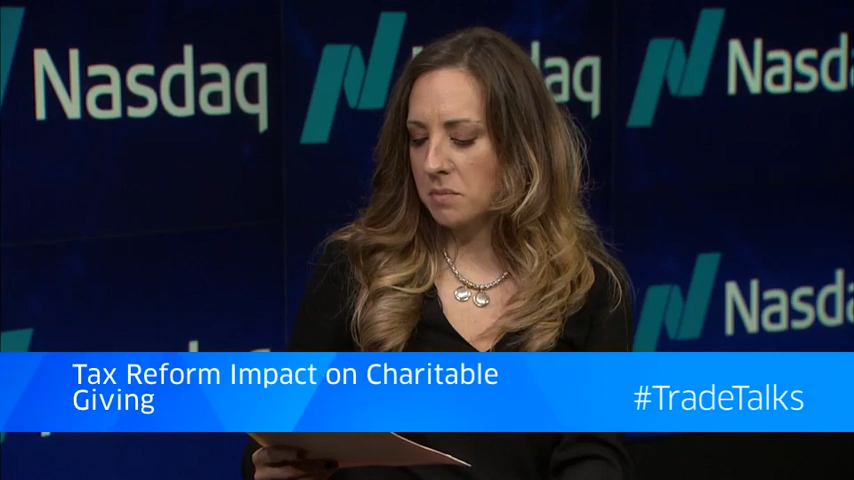 Nasdaq
Nasdaq
Nasdaq
Nasdaq
Tax Reform Impact on Charitable
Giving
#TradeTalks